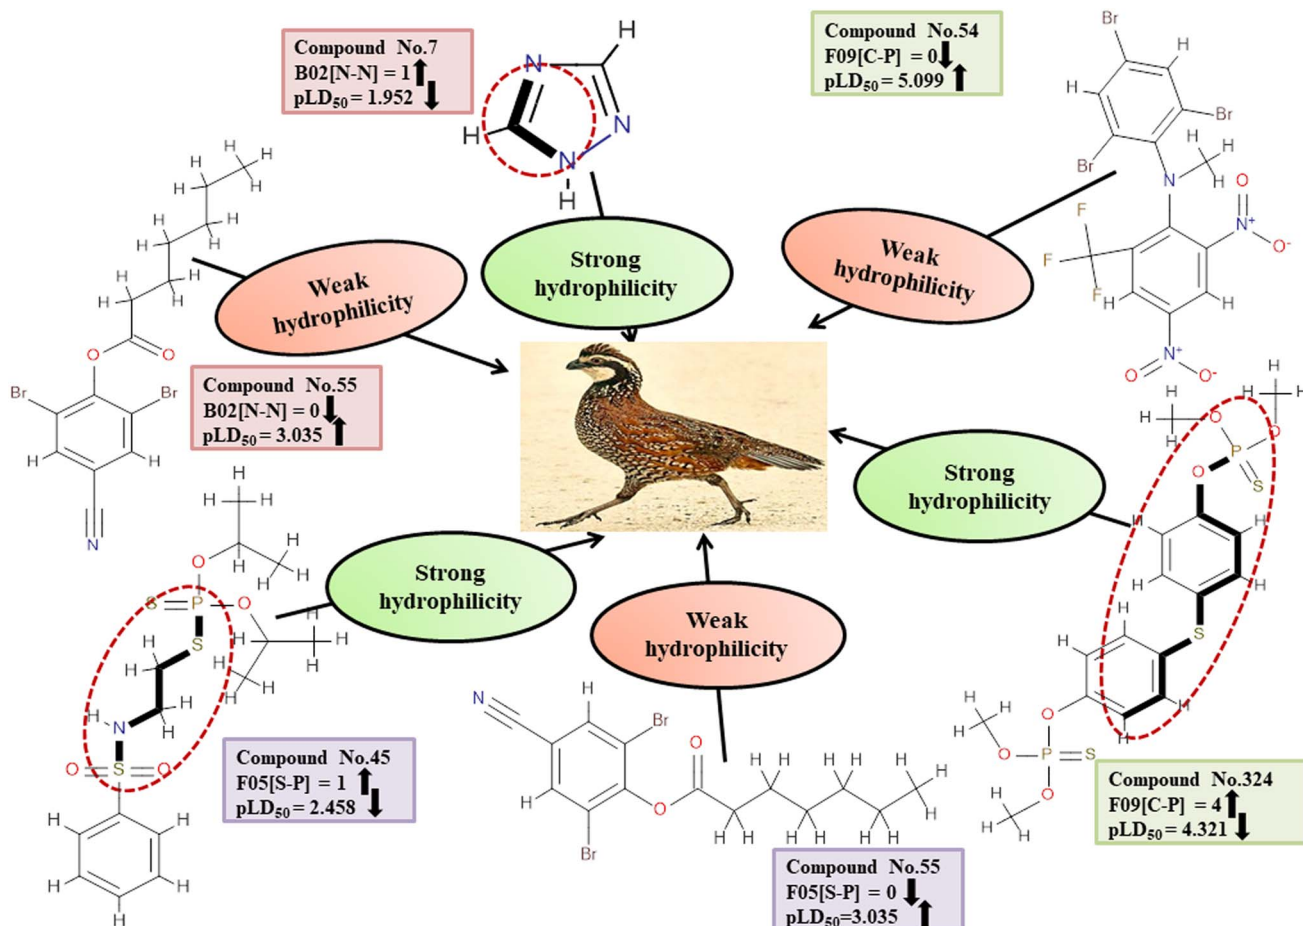 Compound No.7
B02[N-N] = 1
pLD50 = 1.952
Compound No.54
F09[C-P] = 0
pLD50 = 5.099
Strong
hydrophilicity
Weak
hydrophilicity
Weak
hydrophilicity
Compound No.55
B02[N-N] = 0
pLD50 = 3.035
Strong
hydrophilicity
Strong
hydrophilicity
Weak
hydrophilicity
Compound No.45
F05[S-P] = 1
pLD50 = 2.458
Compound No.324
F09[C-P] = 4
pLD50 = 4.321
Compound No.55
F05[S-P] = 0
pLD50=3.035